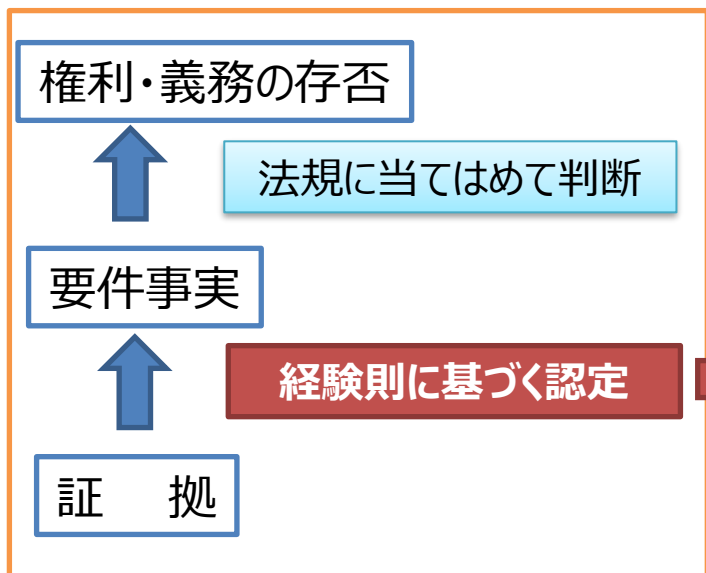 権利・義務の存否
法規に当てはめて判断
要件事実
経験則に基づく認定
証　拠